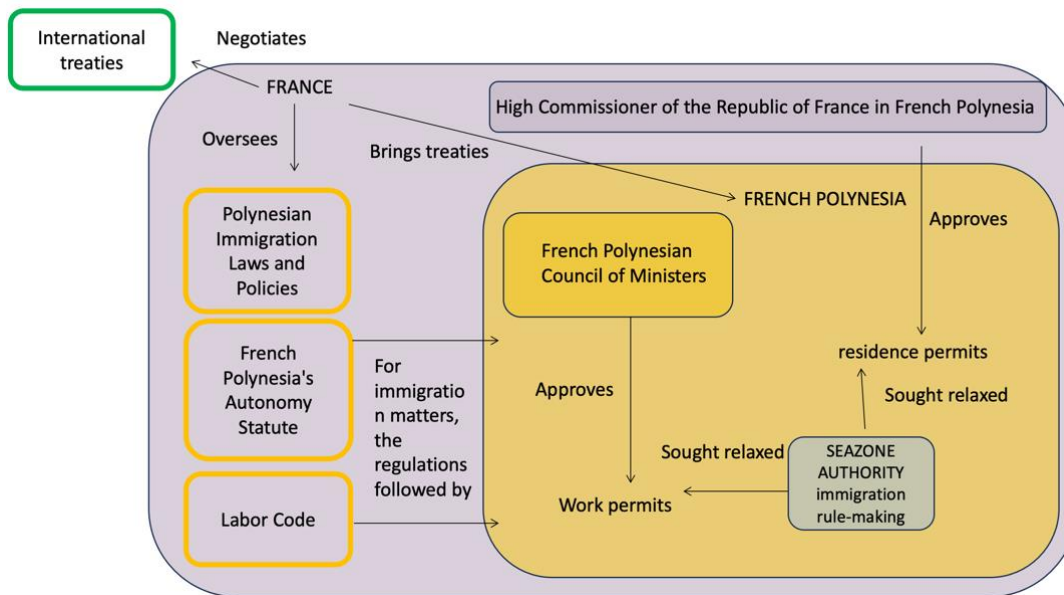 International
treaties
Negotiates
FRANCE
High Commissioner of the Republic of France in French Polynesia
Oversees
Brings treaties
FRENCH POLYNESIA
Polynesian
Immigration
Laws and
Policies
French Polynesian
Council of Ministers
Approves
French
Polynesia's
Autonomy
Statute
For
immigratio
n matters,
the
regulations
followed by
residence permits
Approves
Sought relaxed
Sought relaxed
SEAZONE
AUTHORITY
immigration
rule-making
Labor Code
Work permits